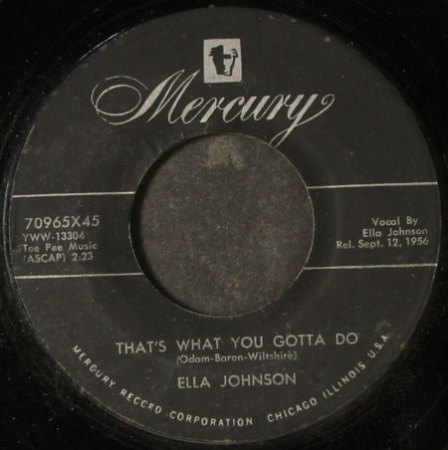 Mercury
70965X45
YWW-13304
Tee Pee Music
(ASCAP) 2:23
Vocal By
Ella Johnson
Rel. Sept. 12, 1956
THAT'S WHAT YOU GOTTA DO
(Odom-Baron-Wiltshire)
ELLA JOHNSON
MERCURY RECORD CORPORATION CHICAGO ILLINOIS U.S.A.